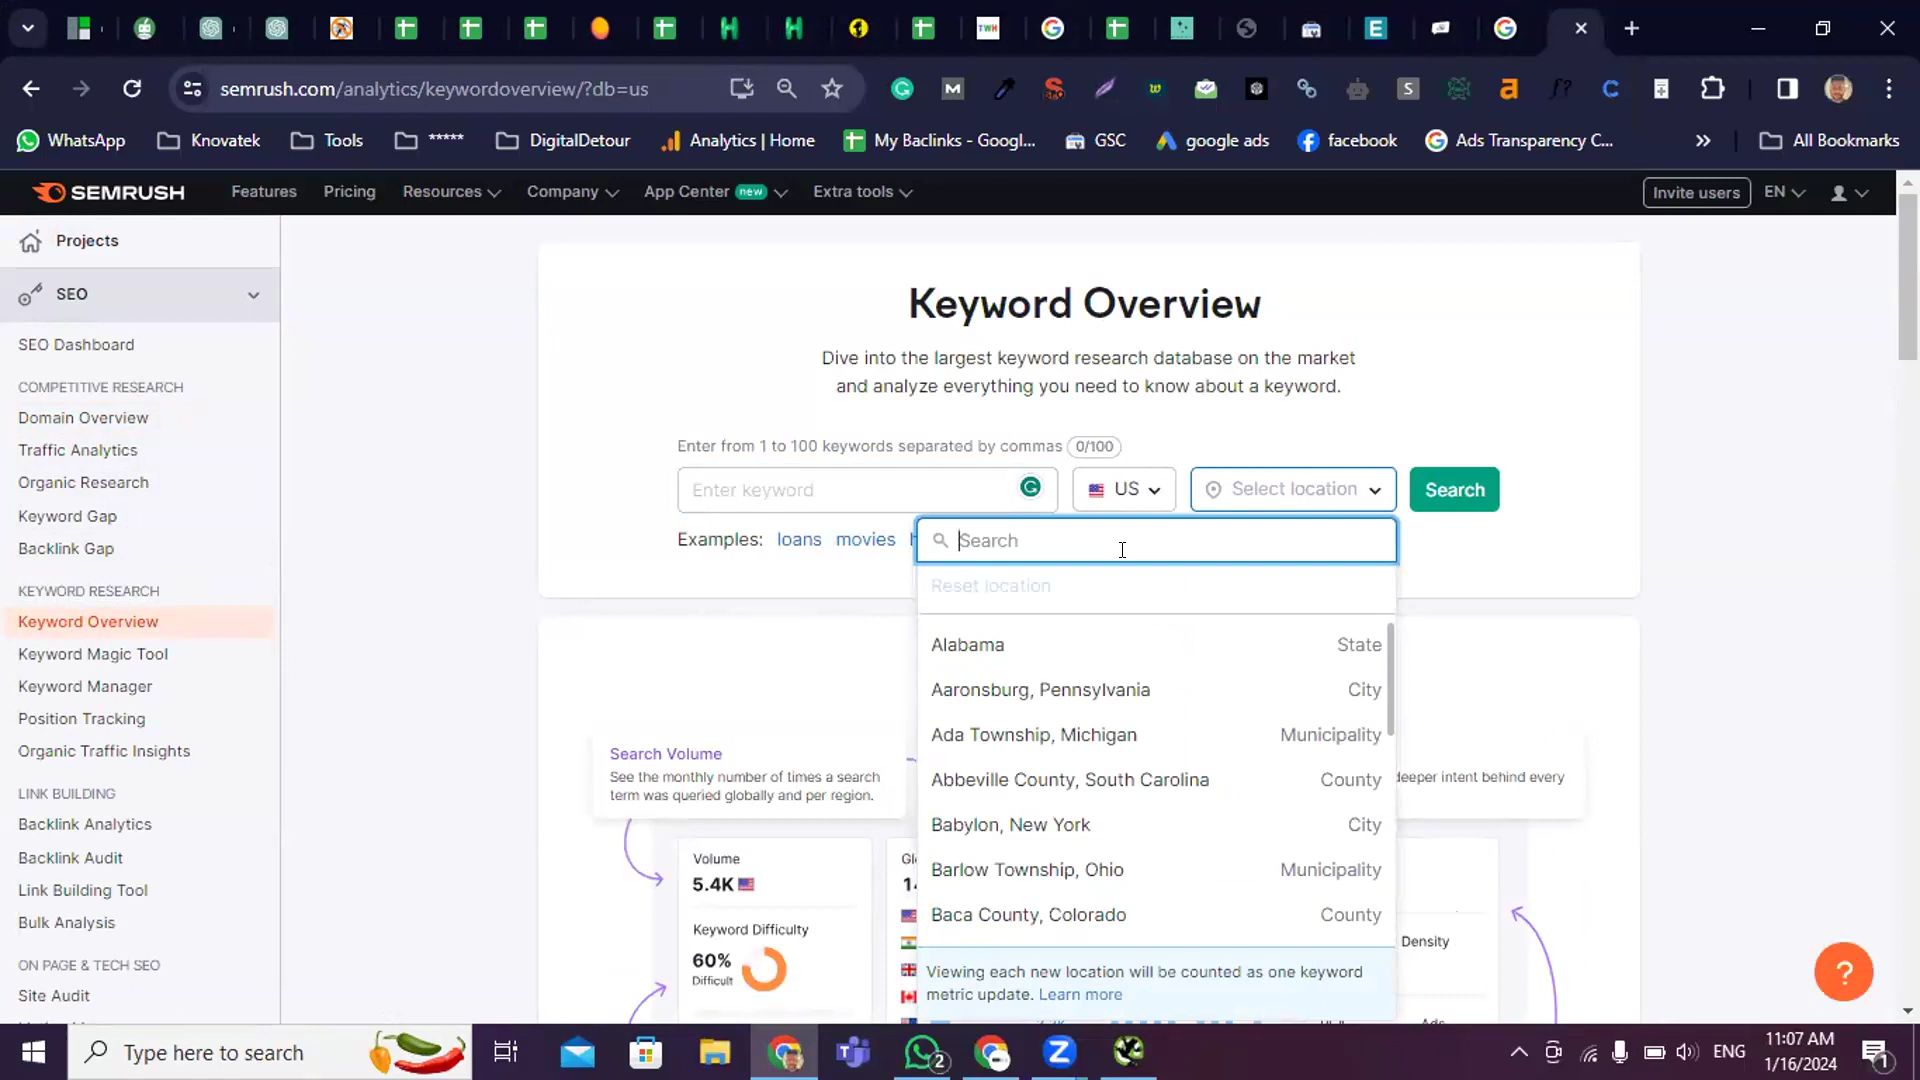 semrush.com/analytics/keywordoverview/?db=us
WhatsApp
Knovatek
Tools
*****
DigitalDetour
Analytics | Home
My Baclinks - Googl...
GSC
google ads
facebook
Ads Transparency C...
All Bookmarks
SEMRUSH
Features
Pricing
Resources
Company
App Center new
Extra tools
Invite users
EN
Projects
SEO
SEO Dashboard
COMPETITIVE RESEARCH
Domain Overview
Traffic Analytics
Organic Research
Keyword Gap
Backlink Gap
KEYWORD RESEARCH
Keyword Overview
Keyword Magic Tool
Keyword Manager
Position Tracking
Organic Traffic Insights
LINK BUILDING
Backlink Analytics
Backlink Audit
Link Building Tool
Bulk Analysis
ON PAGE & TECH SEO
Site Audit
Keyword Overview
Dive into the largest keyword research database on the market
and analyze everything you need to know about a keyword.
Enter from 1 to 100 keywords separated by commas 0/100
Enter keyword
US
Select location
Search
Examples: loans movies h
Search
Reset location
Alabama State
Aaronsburg, Pennsylvania City
Ada Township, Michigan Municipality
Abbeville County, South Carolina County
Babylon, New York City
Barlow Township, Ohio Municipality
Baca County, Colorado County
Viewing each new location will be counted as one keyword
metric update. Learn more
Search Volume
See the monthly number of times a search
term was queried globally and per region.
deeper intent behind every
Volume
5.4K
Keyword Difficulty
60%
Difficult
Density
?
Type here to search
2
ENG
11:07 AM
1/16/2024
1